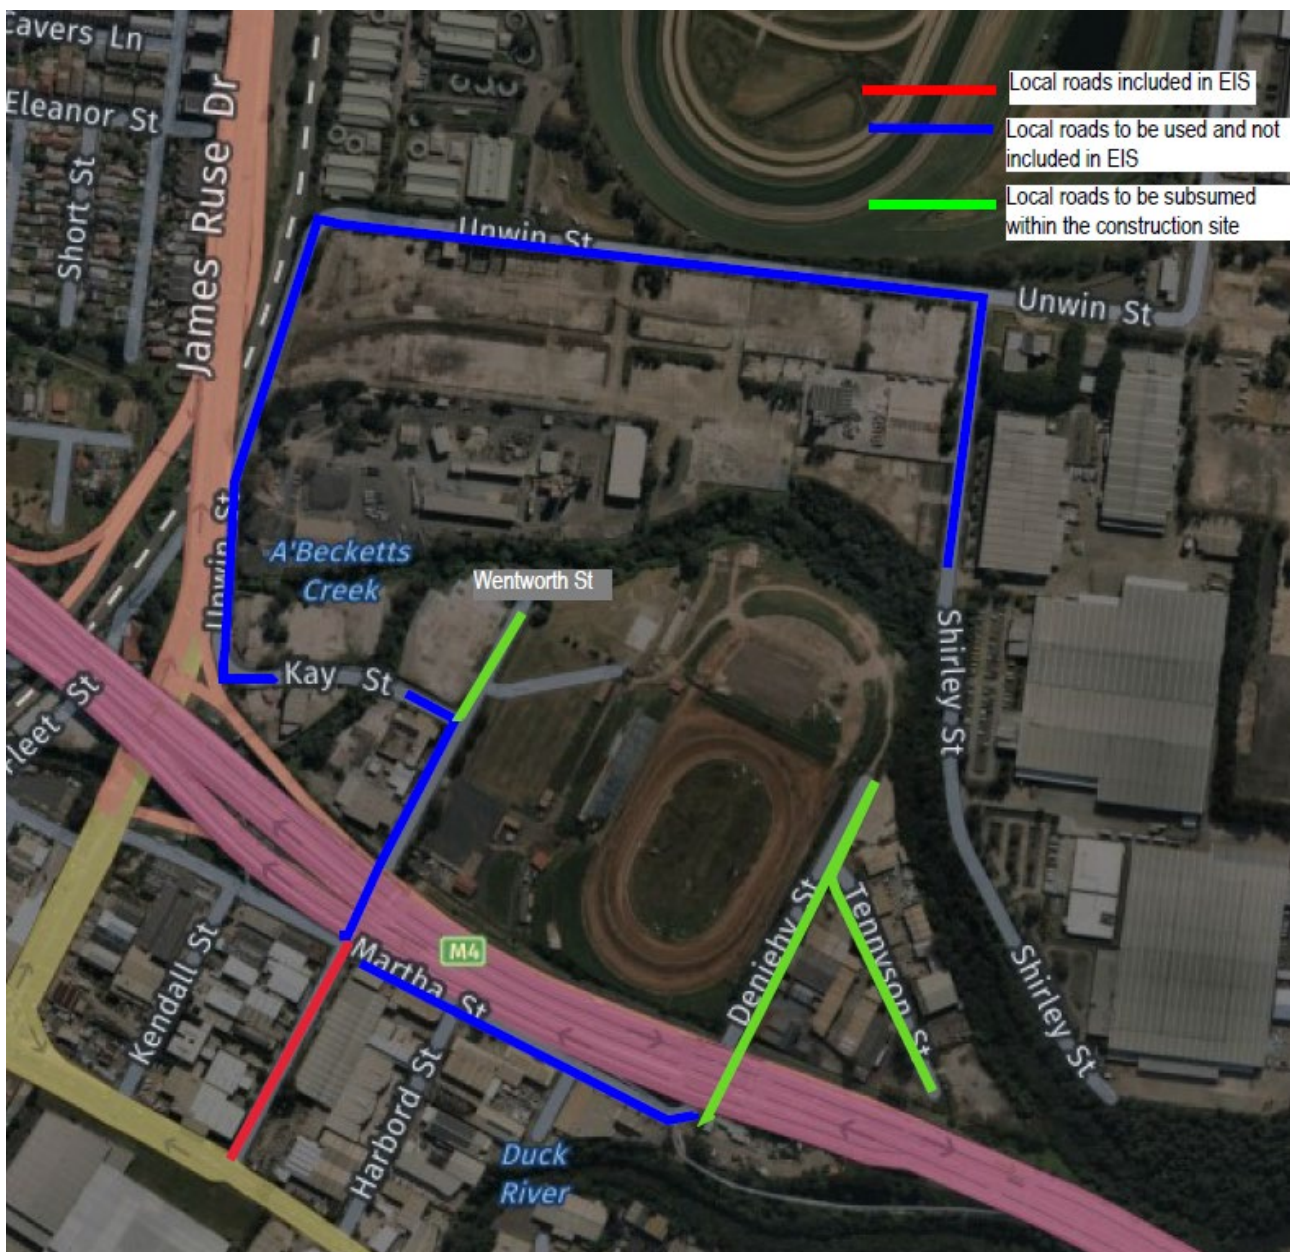 Cavers Ln
Eleanor St
Short St
James Ruse Dr
Local roads included in EIS
Local roads to be used and not
included in EIS
Local roads to be subsumed
within the construction site
Unwin St
Unwin St
Unwin St
A'Becketts
Creek
Wentworth St
Kay St
Fleet St
Shirley St
M4
Martha St
Deniehy St
Tennyson St
Shirley St
Kendall St
Harbord St
Duck
River